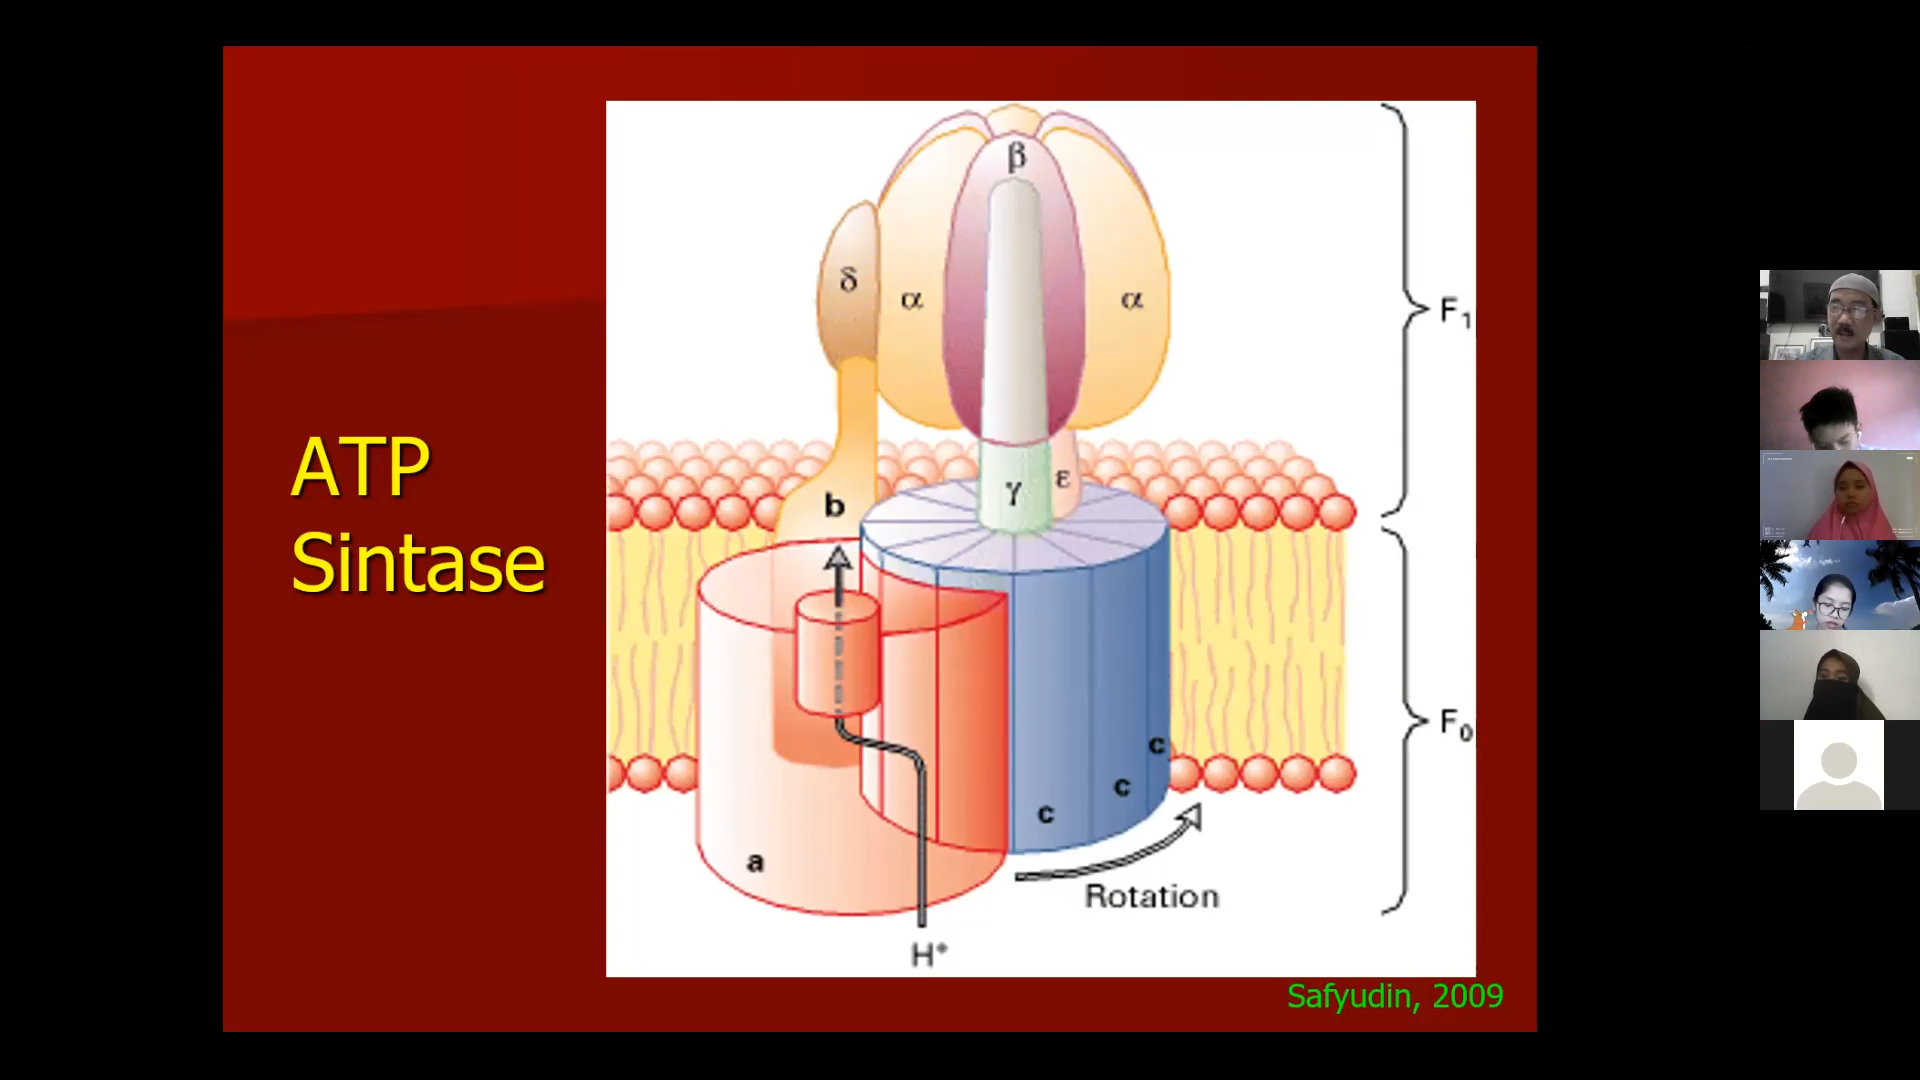 ATP
Sintase
β
δ
α
α
F₁
γ
ε
b
F₀
c
c
c
a
Rotation
H⁺
Safyudin, 2009